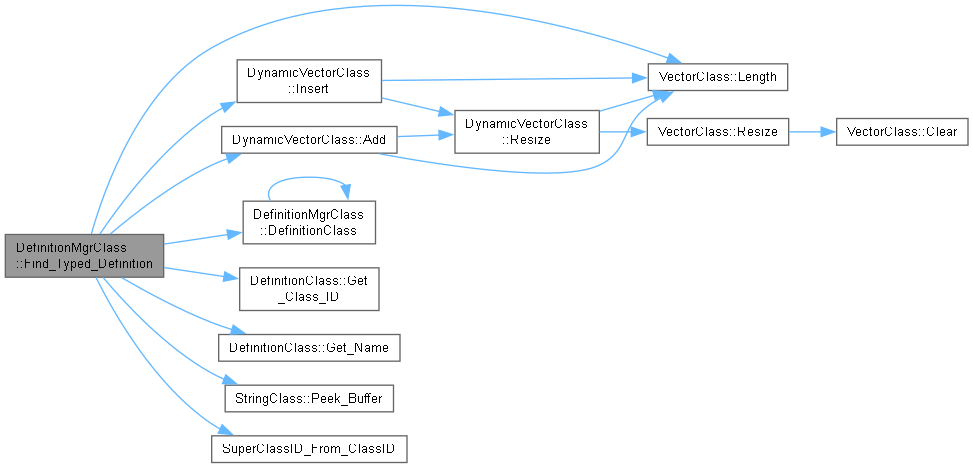 DynamicVectorClass
::Insert
VectorClass::Length
DynamicVectorClass::Add
DynamicVectorClass
::Resize
VectorClass::Resize
VectorClass::Clear
DefinitionMgrClass
::DefinitionClass
DefinitionMgrClass
::Find_Typed_Definition
DefinitionClass::Get
_Class_ID
DefinitionClass::Get_Name
StringClass::Peek_Buffer
SuperClassID_From_ClassID